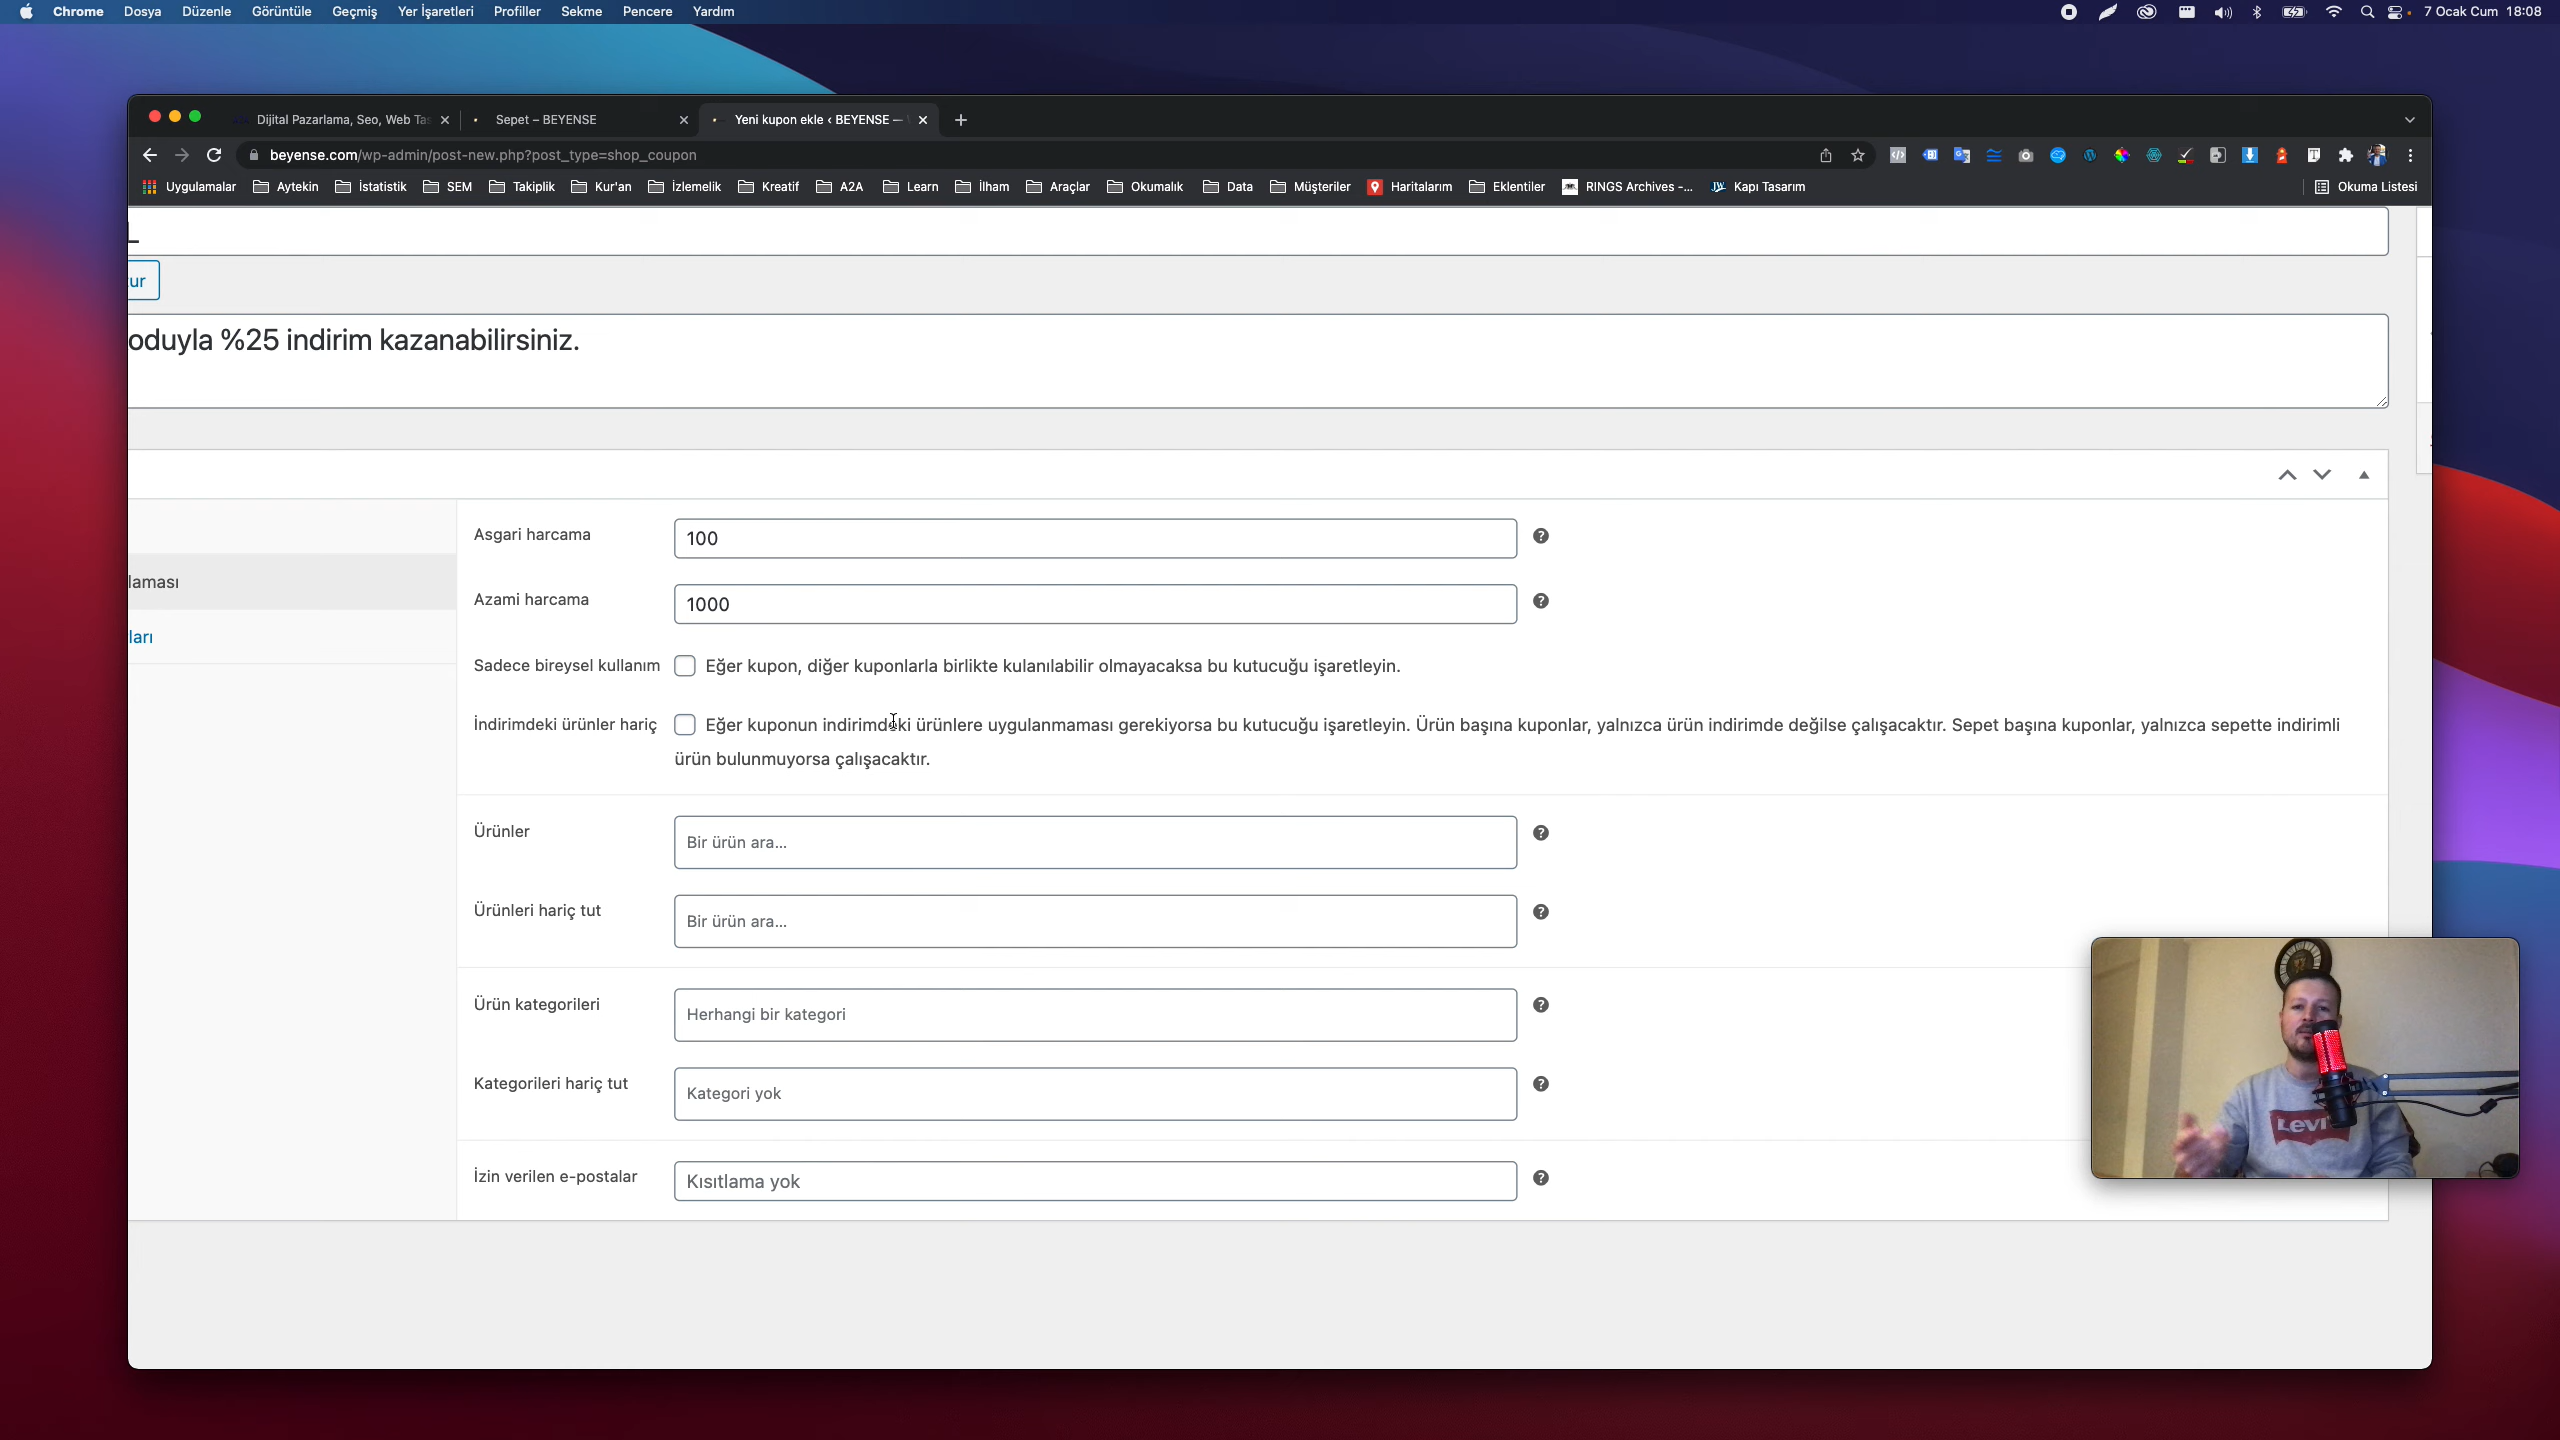 Chrome Dosya Düzenle Görüntüle Geçmiş Yer İşaretleri Profiller Sekme Pencere Yardım 7 Ocak Cum 18:08
Dijital Pazarlama, Seo, Web Tas Sepet – BEYENSE Yeni kupon ekle ‹ BEYENSE —
beyense.com/wp-admin/post-new.php?post_type=shop_coupon
Uygulamalar Aytekin İstatistik SEM Takiplik Kur'an İzlemelik Kreatif A2A Learn İlham Araçlar Okumalık Data Müşteriler Haritalarım Eklentiler RINGS Archives -... Kapı Tasarım Okuma Listesi
L
tur
oduyla %25 indirim kazanabilirsiniz.
Asgari harcama 100
laması
Azami harcama 1000
ları
Sadece bireysel kullanım Eğer kupon, diğer kuponlarla birlikte kulanılabilir olmayacaksa bu kutucuğu işaretleyin.
İndirimdeki ürünler hariç Eğer kuponun indirimdeki ürünlere uygulanmaması gerekiyorsa bu kutucuğu işaretleyin. Ürün başına kuponlar, yalnızca ürün indirimde değilse çalışacaktır. Sepet başına kuponlar, yalnızca sepette indirimli
ürün bulunmuyorsa çalışacaktır.
Ürünler Bir ürün ara...
Ürünleri hariç tut Bir ürün ara...
Ürün kategorileri Herhangi bir kategori
Kategorileri hariç tut Kategori yok
İzin verilen e-postalar Kısıtlama yok
Levi'